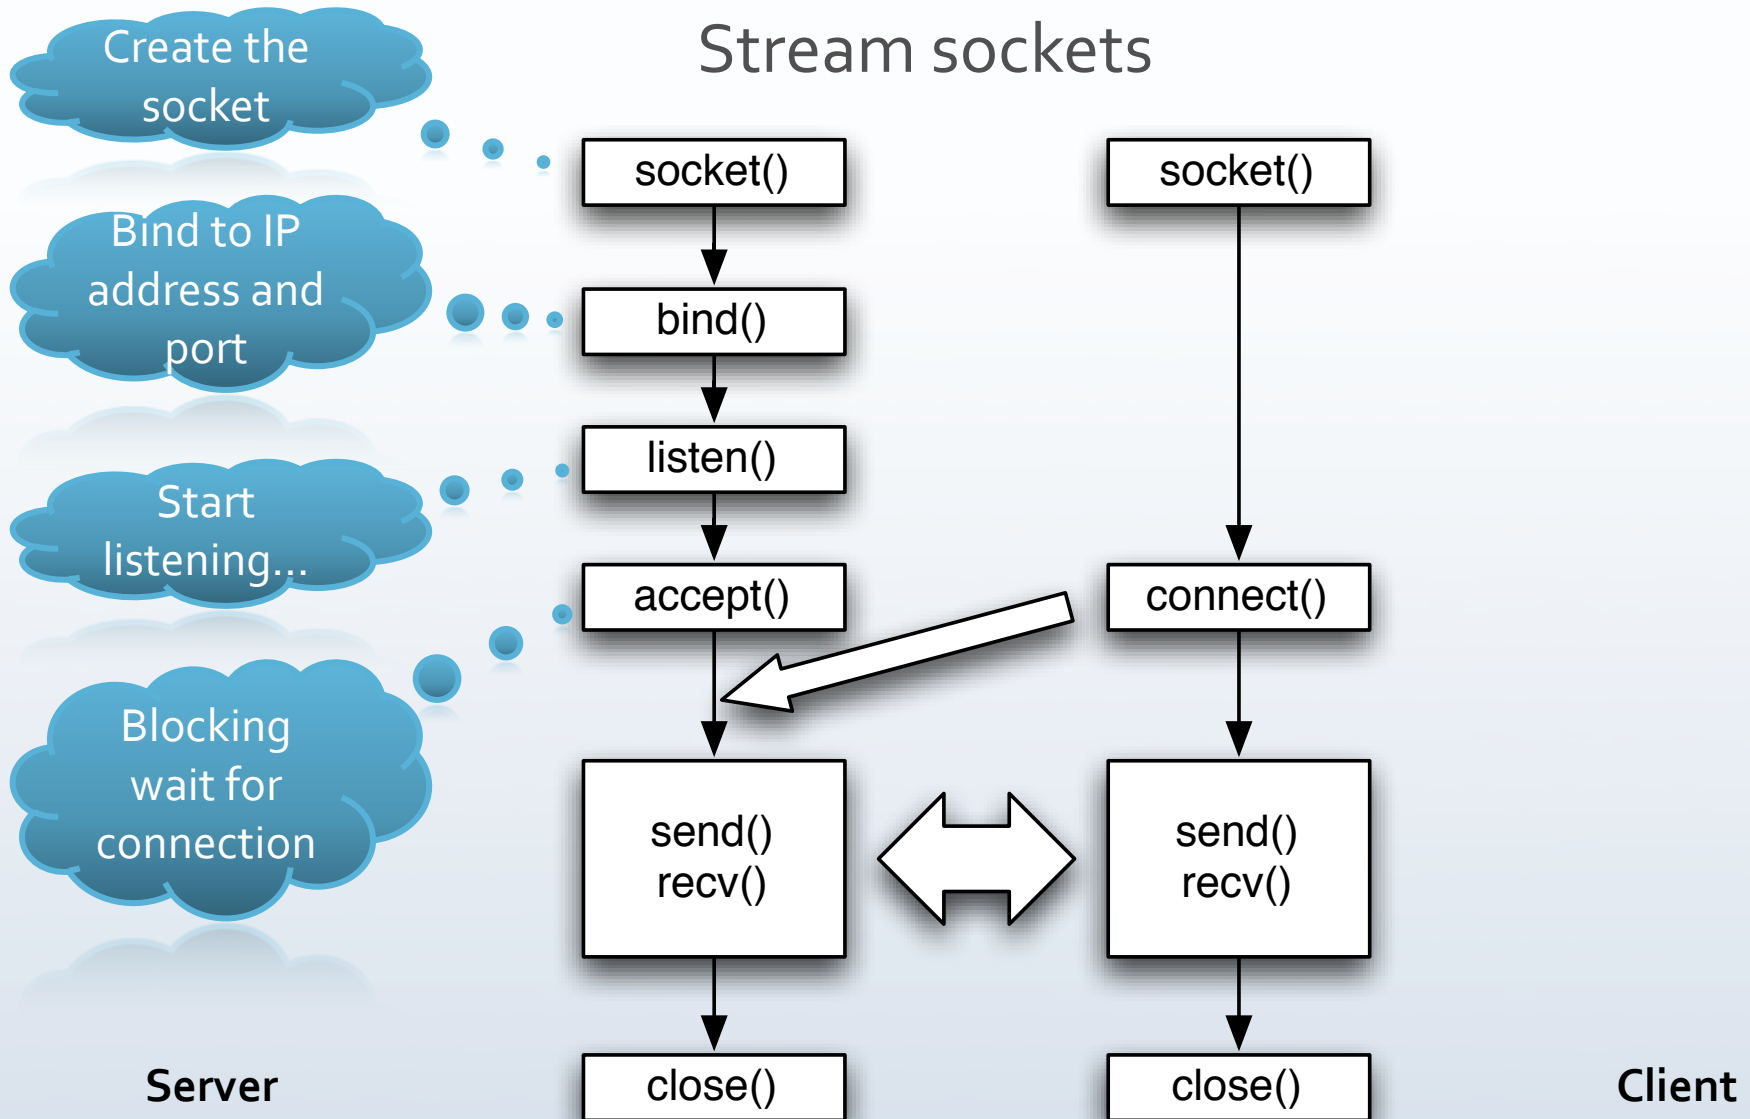 Stream sockets
Create the
socket
Bind to IP
address and
port
Start
listening...
Blocking
wait for
connection
socket()
bind()
listen()
accept()
send()
recv()
close()
socket()
connect()
send()
recv()
close()
Server
Client